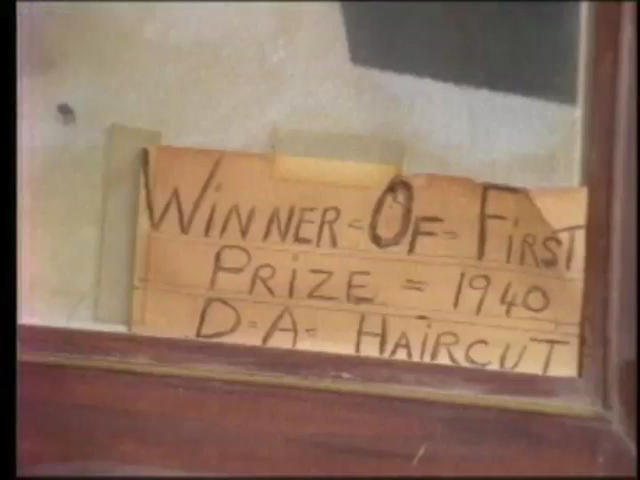 WiNNER=OF=FiRST
PRiZE = 1940
D=A= HAiRCUT